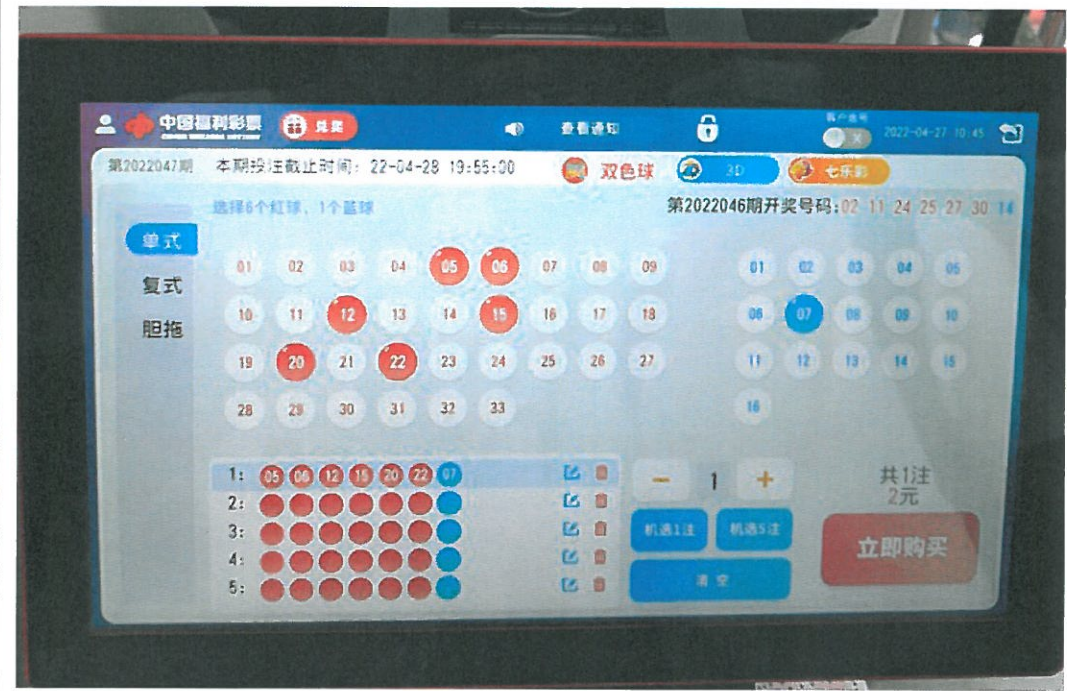 中国福利彩票 兑奖 查看通知 客户选号 2022-04-27 10:45
CHINA WELFARE LOTTERY
第2022047期 本期投注截止时间: 22-04-28 19:55:00 双色球 3D 七乐彩
选择6个红球, 1个蓝球 第2022046期开奖号码: 02 11 24 25 27 30 14
单式
复式
胆拖
01 02 03 04 05 06 07 08 09 01 02 03 04 05
10 11 12 13 14 15 16 17 18 06 07 08 09 10
19 20 21 22 23 24 25 26 27 11 12 13 14 15
28 29 30 31 32 33 16
1: 05 06 12 15 20 22 07
2:
3:
4:
5:
− 1 +
机选1注 机选5注
清空
共1注
2元
立即购买